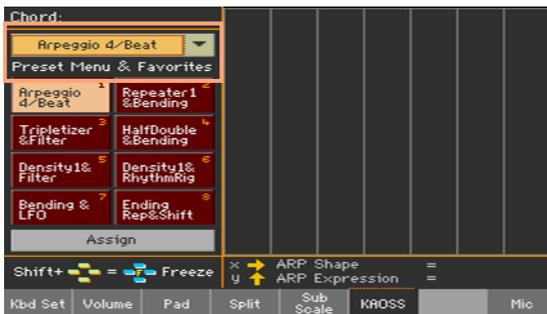 Chord:
Arpeggio 4/Beat
Preset Menu & Favorites
Arpeggio 4/Beat 1
Repeater1 &Bending 2
Tripletizer &Filter 3
HalfDouble &Bending 4
Density1& Filter 5
Density1& RhythmRig 6
Bending & LFO 7
Ending Rep&Shift 8
Assign
Shift+ = F Freeze
x ARP Shape =
y ARP Expression =
Kbd Set Volume Pad Split Sub Scale KAOSS Mic